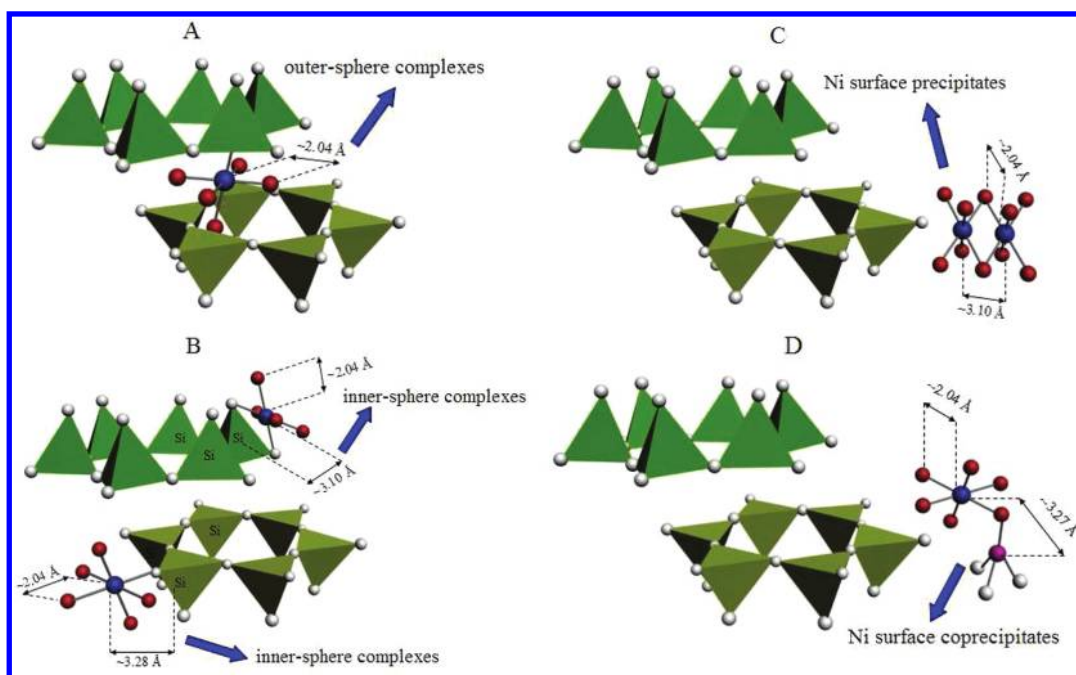 A
outer-sphere complexes
~2.04 Å
C
Ni surface precipitates
~2.04 Å
~3.10 Å
B
~2.04 Å
inner-sphere complexes
Si
Si
Si
~3.10 Å
Si
Si
~2.04 Å
~3.28 Å
inner-sphere complexes
D
~2.04 Å
~3.27Å
Ni surface coprecipitates